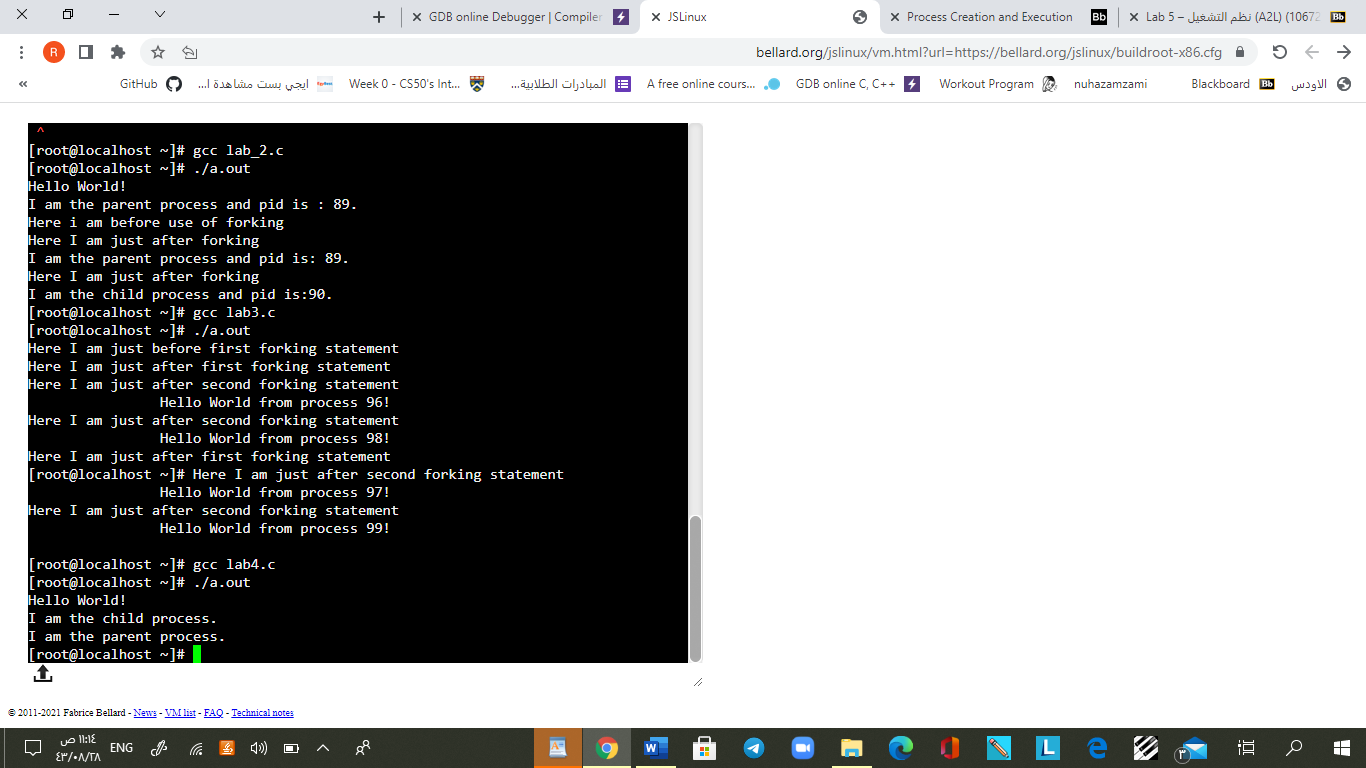 GDB online Debugger | Compiler
JSLinux
Process Creation and Execution
Bb
Lab 5 – نظم التشغيل (A2L) (10672
Bb
R
bellard.org/jslinux/vm.html?url=https://bellard.org/jslinux/buildroot-x86.cfg
«
GitHub
ايجي بست مشاهدة ا...
Week 0 - CS50's Int...
المبادرات الطلابية...
A free online cours...
GDB online C, C++
Workout Program
nuhazamzami
Blackboard
Bb
الاودس
^
[root@localhost ~]# gcc lab_2.c
[root@localhost ~]# ./a.out
Hello World!
I am the parent process and pid is : 89.
Here i am before use of forking
Here I am just after forking
I am the parent process and pid is: 89.
Here I am just after forking
I am the child process and pid is:90.
[root@localhost ~]# gcc lab3.c
[root@localhost ~]# ./a.out
Here I am just before first forking statement
Here I am just after first forking statement
Here I am just after second forking statement
Hello World from process 96!
Here I am just after second forking statement
Hello World from process 98!
Here I am just after first forking statement
[root@localhost ~]# Here I am just after second forking statement
Hello World from process 97!
Here I am just after second forking statement
Hello World from process 99!
[root@localhost ~]# gcc lab4.c
[root@localhost ~]# ./a.out
Hello World!
I am the child process.
I am the parent process.
[root@localhost ~]#
© 2011-2021 Fabrice Bellard - News - VM list - FAQ - Technical notes
١١:١٤ ص
٤٣/٠٨/٢٨
ENG
W
L
٣